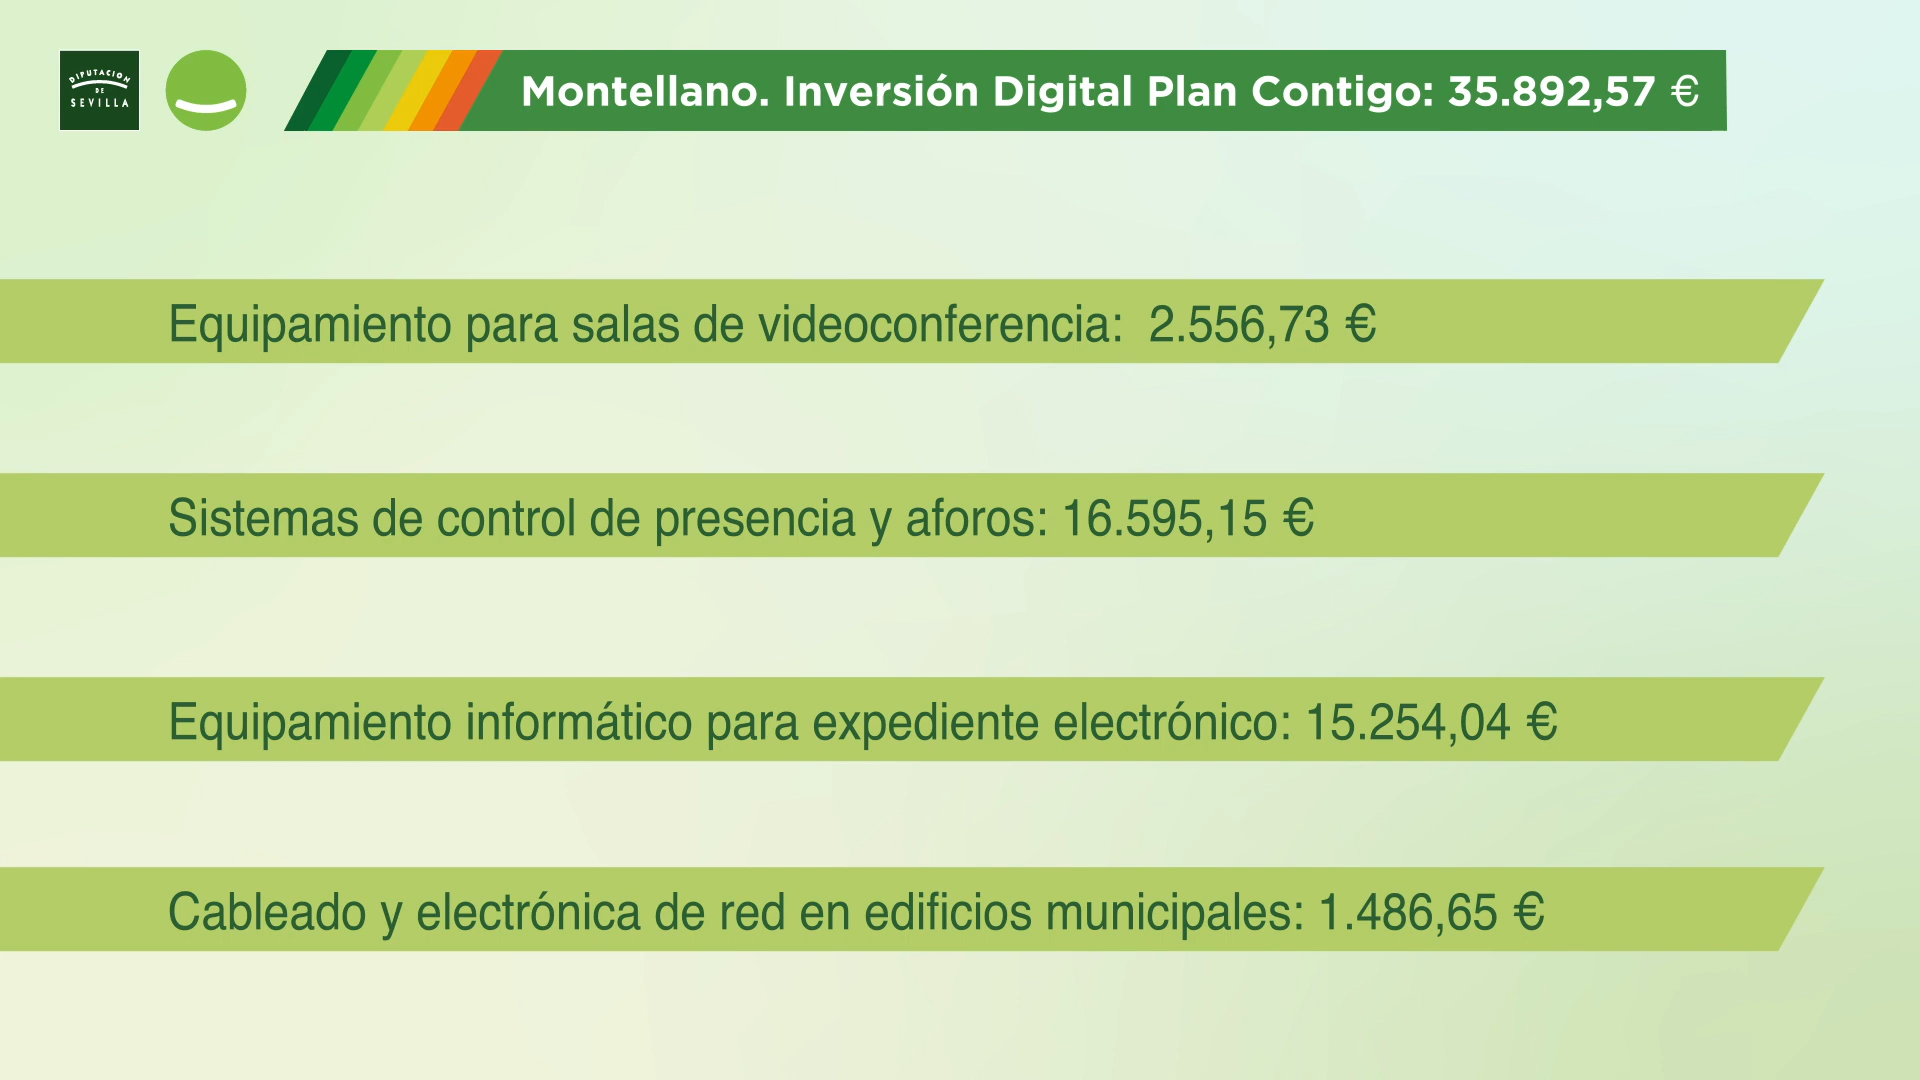 DIPUTACION
DE
SEVILLA
Montellano. Inversión Digital Plan Contigo: 35.892,57 €
Equipamiento para salas de videoconferencia:  2.556,73 €
Sistemas de control de presencia y aforos: 16.595,15 €
Equipamiento informático para expediente electrónico: 15.254,04 €
Cableado y electrónica de red en edificios municipales: 1.486,65 €